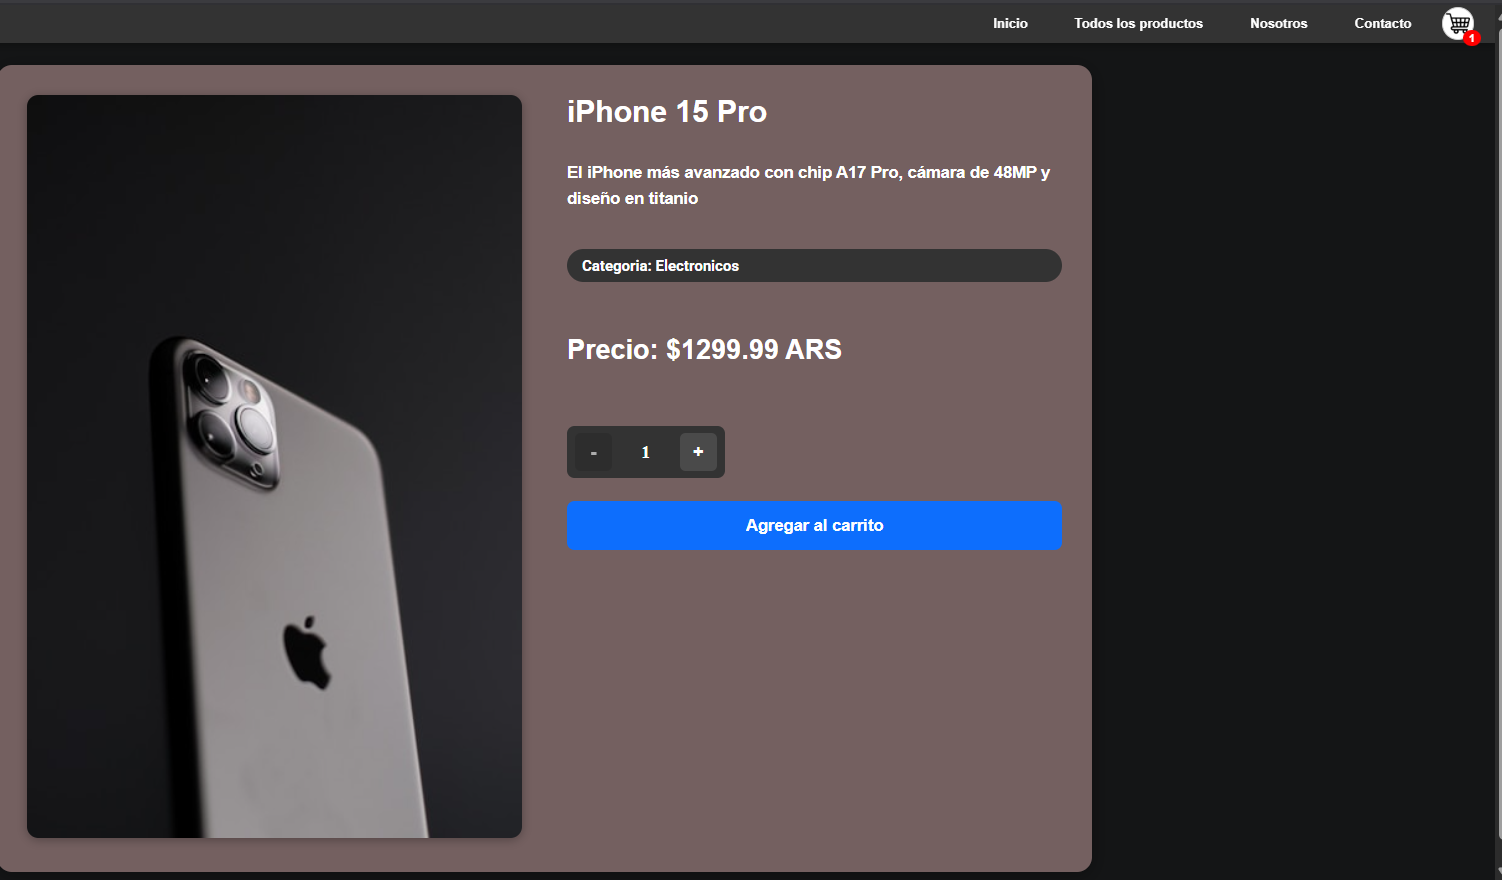 Inicio Todos los productos Nosotros Contacto
1
iPhone 15 Pro
El iPhone más avanzado con chip A17 Pro, cámara de 48MP y
diseño en titanio
Categoria: Electronicos
Precio: $1299.99 ARS
- 1 +
Agregar al carrito